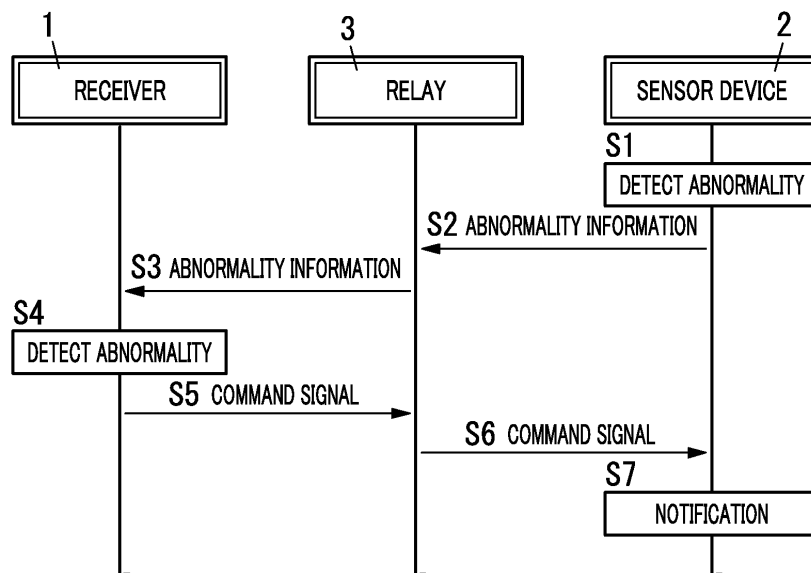 1
3
2
RECEIVER
RELAY
SENSOR DEVICE
S1
DETECT ABNORMALITY
S2 ABNORMALITY INFORMATION
S3 ABNORMALITY INFORMATION
S4
DETECT ABNORMALITY
S5 COMMAND SIGNAL
S6 COMMAND SIGNAL
S7
NOTIFICATION